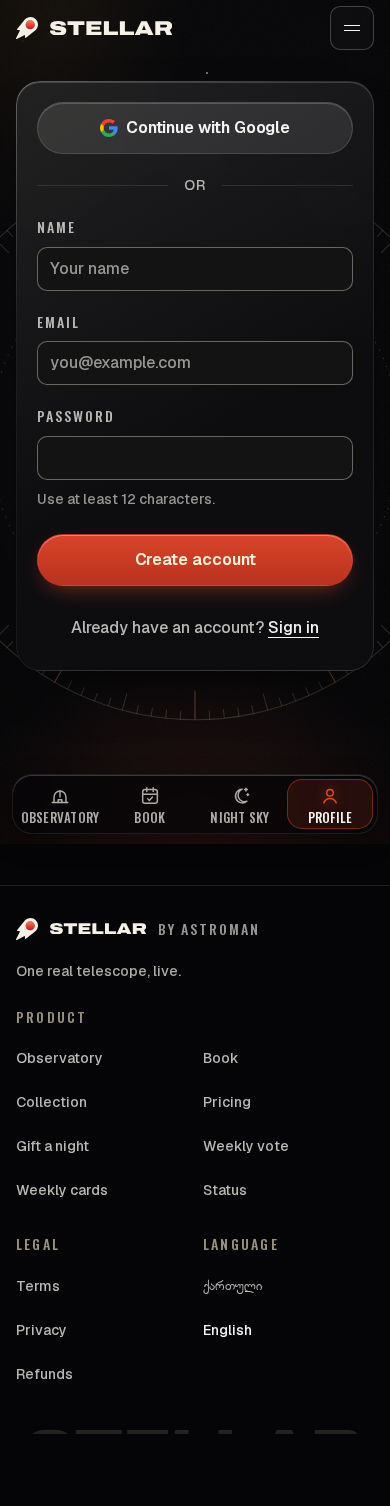 STELLAR
Continue with Google
OR
NAME
Your name
EMAIL
you@example.com
PASSWORD
Use at least 12 characters.
Create account
Already have an account? Sign in
OBSERVATORY BOOK NIGHT SKY PROFILE
STELLAR BY ASTROMAN
One real telescope, live.
PRODUCT
Observatory Book
Collection Pricing
Gift a night Weekly vote
Weekly cards Status
LEGAL LANGUAGE
Terms ქართული
Privacy English
Refunds